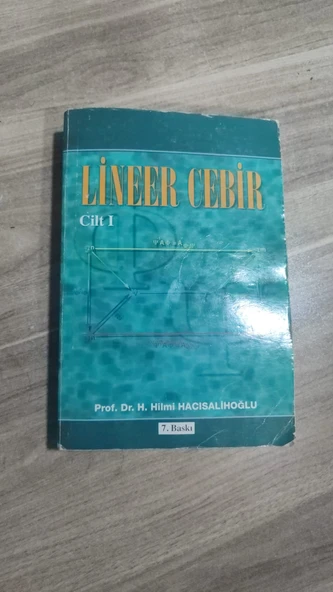 LİNEER CEBİR
Cilt I
Prof. Dr. H. Hilmi HACISALİHOĞLU
7. Baskı